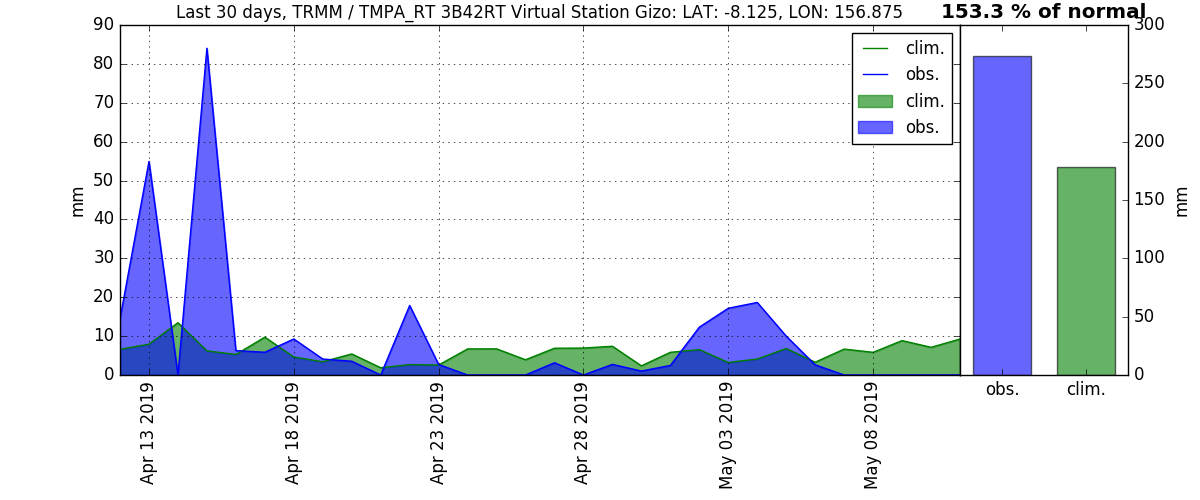 Last 30 days, TRMM / TMPA_RT 3B42RT Virtual Station Gizo: LAT: -8.125, LON: 156.875
153.3 % of normal
90
80
70
60
50
40
30
20
10
0
mm
clim.
obs.
clim.
obs.
Apr 13 2019
Apr 18 2019
Apr 23 2019
Apr 28 2019
May 03 2019
May 08 2019
300
250
200
150
100
50
0
mm
obs.
clim.